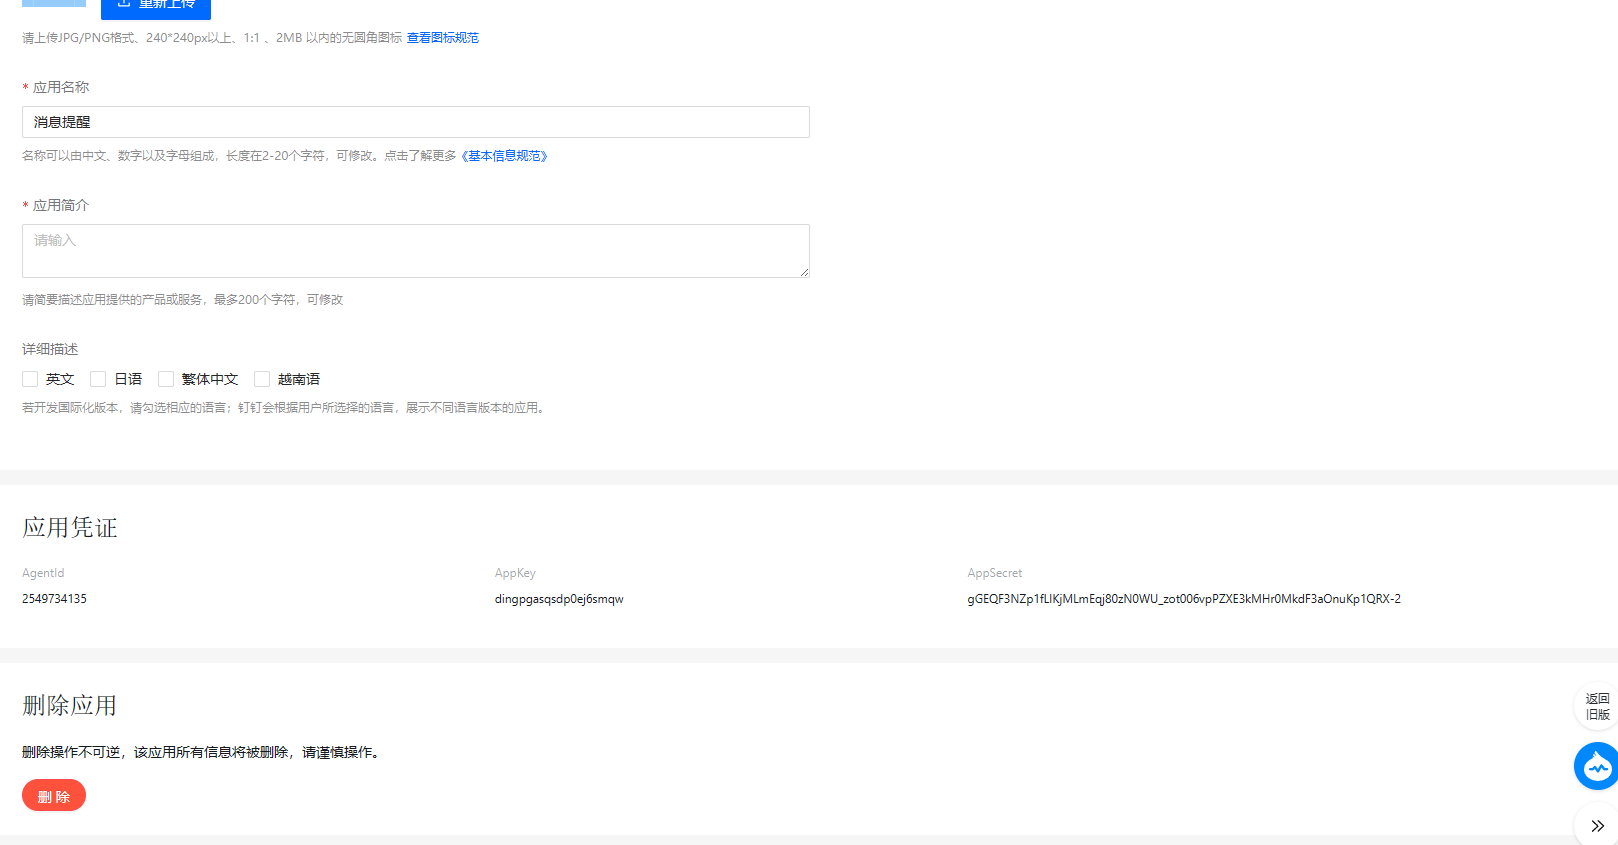 重新上传
请上传JPG/PNG格式、240*240px以上、1:1 、2MB 以内的无圆角图标 查看图标规范
* 应用名称
消息提醒
名称可以由中文、数字以及字母组成，长度在2-20个字符，可修改。点击了解更多《基本信息规范》
* 应用简介
请输入
请简要描述应用提供的产品或服务，最多200个字符，可修改
详细描述
英文 日语 繁体中文 越南语
若开发国际化版本，请勾选相应的语言；钉钉会根据用户所选择的语言，展示不同语言版本的应用。
应用凭证
AgentId AppKey AppSecret
2549734135 dingpgasqsdp0ej6smqw gGEQF3NZp1fLlKjMLmEqj80zN0WU_zot006vpPZXE3kMHr0MkdF3aOnuKp1QRX-2
删除应用
返回
旧版
删除操作不可逆，该应用所有信息将被删除，请谨慎操作。
删 除